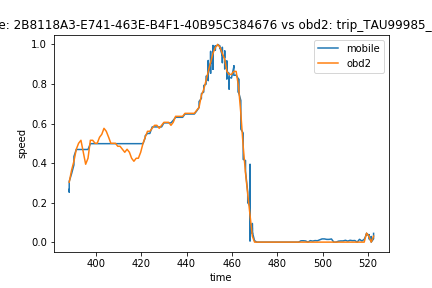 e: 2B8118A3-E741-463E-B4F1-40B95C384676 vs obd2: trip_TAU99985_
mobile
obd2
speed
1.0
0.8
0.6
0.4
0.2
0.0
400 420 440 460 480 500 520
time